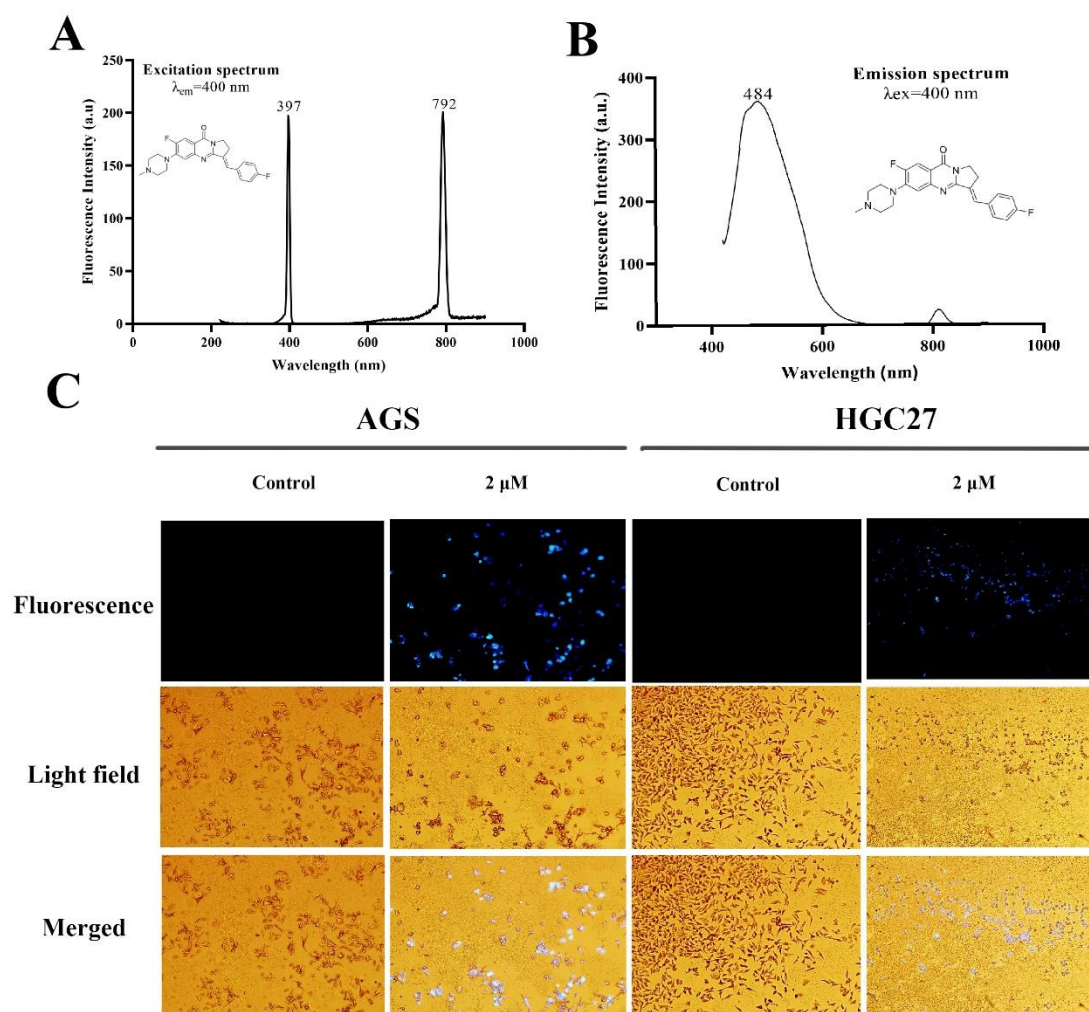 A
Excitation spectrum
λem=400 nm
397
792
250
200
150
100
50
0
Fluorescence Intensity (a.u)
0 200 400 600 800 1000
Wavelength (nm)
O
F
N
N
N
N
F
B
Emission spectrum
λex=400 nm
484
400
300
200
100
0
Fluorescence Intensity (a.u.)
400 600 800 1000
Wavelength (nm)
O
F
N
N
N
N
F
C
AGS HGC27
Control 2 μM Control 2 μM
Fluorescence
Light field
Merged